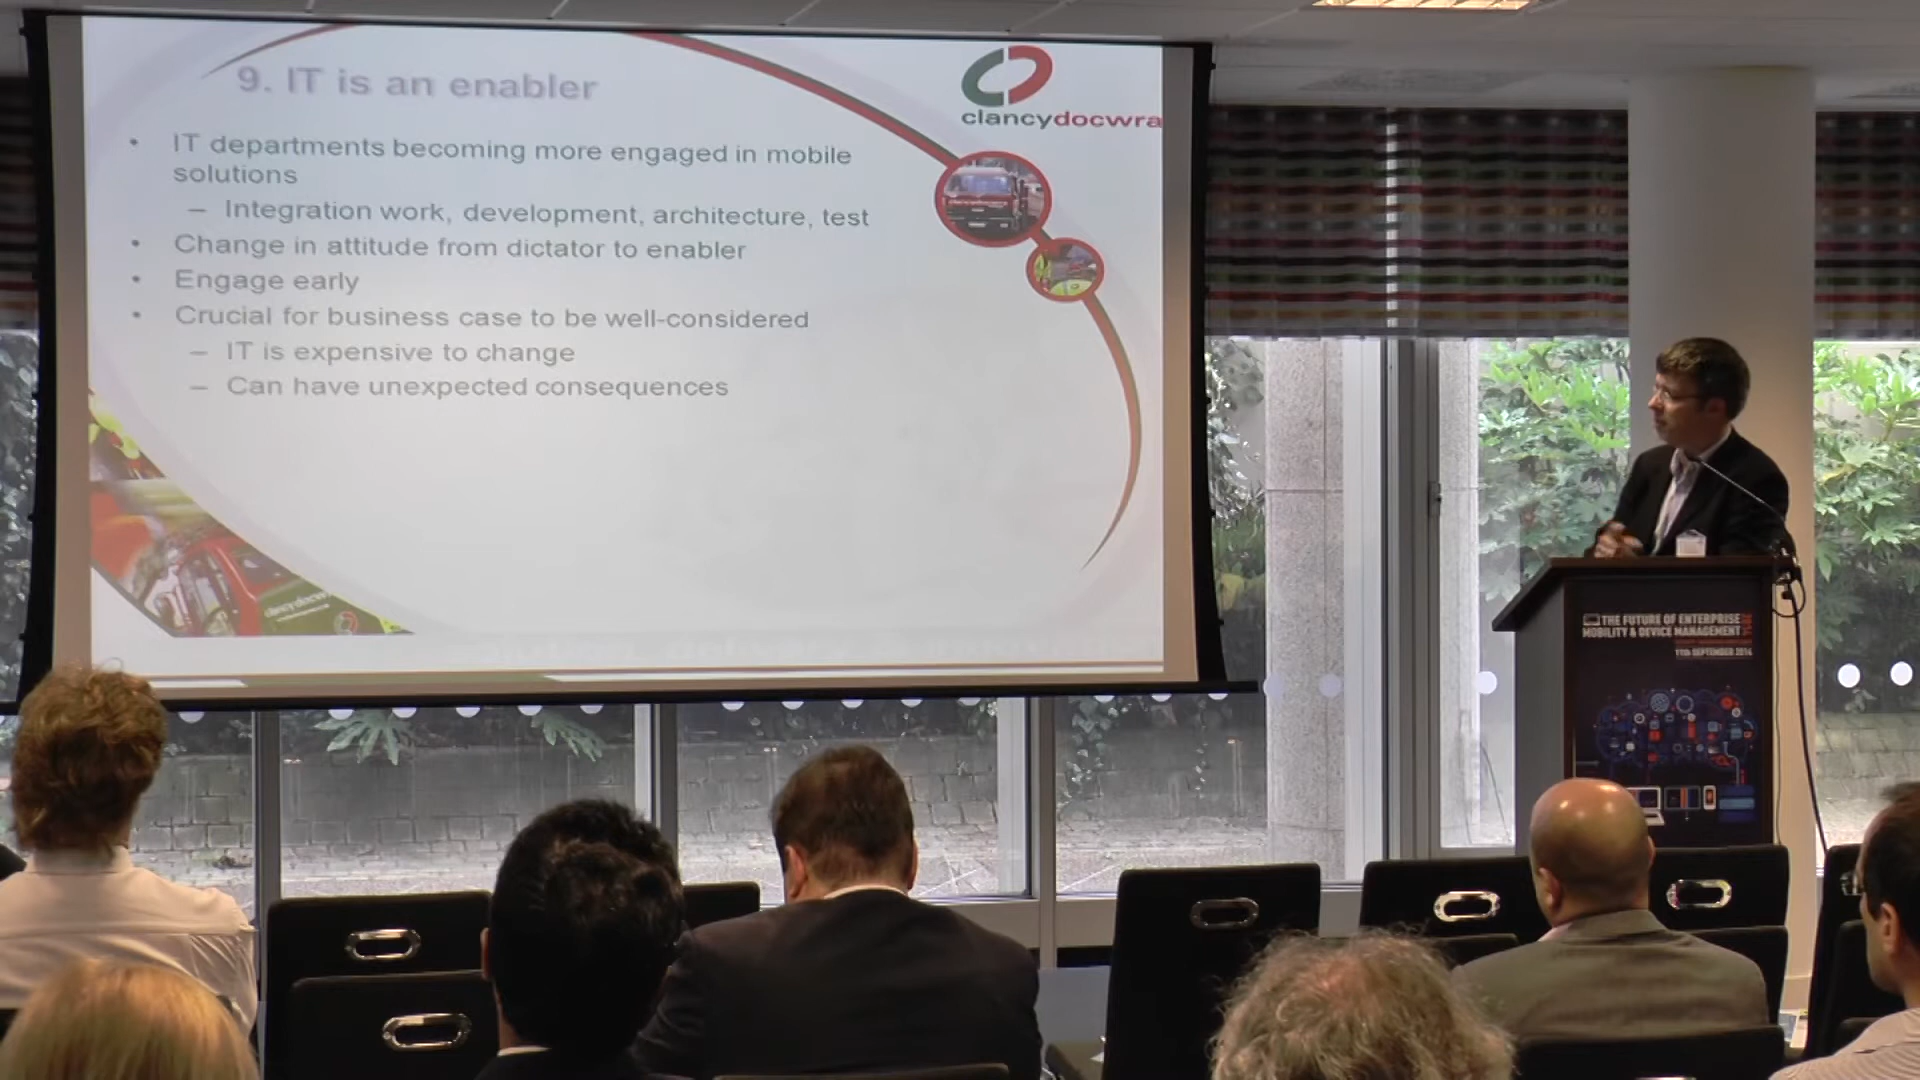 9. IT is an enabler
clancydocwra
• IT departments becoming more engaged in mobile
solutions
– Integration work, development, architecture, test
• Change in attitude from dictator to enabler
• Engage early
• Crucial for business case to be well-considered
– IT is expensive to change
– Can have unexpected consequences
clancydocwra
THE FUTURE OF ENTERPRISE
MOBILITY & DEVICE MANAGEMENT
2014
11th SEPTEMBER 2014